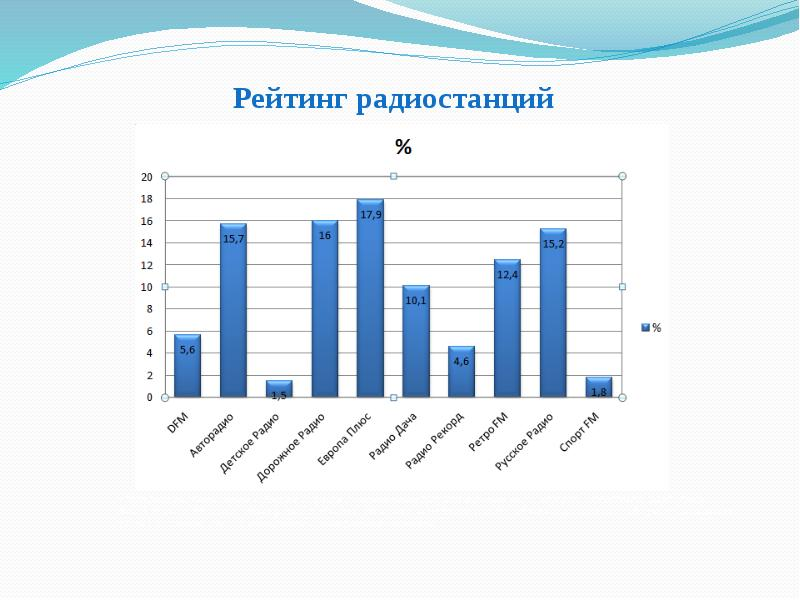 Рейтинг радиостанций
%
20
18
16
14
12
10
8
6
4
2
0
5,6
15,7
1,5
16
17,9
10,1
4,6
12,4
15,2
1,8
%
DFM
Авторадио
Детское Радио
Дорожное Радио
Европа Плюс
Радио Дача
Радио Рекорд
Ретро FM
Русское Радио
Спорт FM